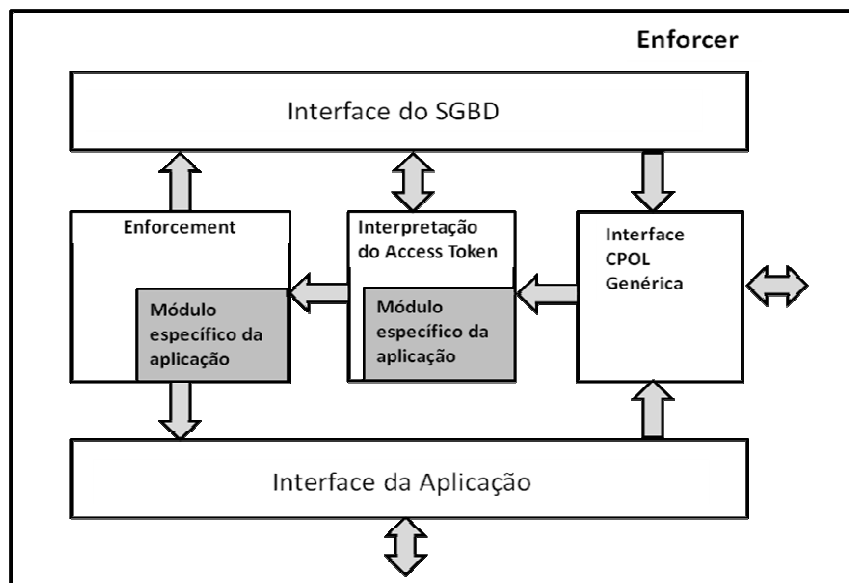 Enforcer
Interface do SGBD
Enforcement
Módulo
específico da
aplicação
Interpretação
do Access Token
Módulo
específico da
aplicação
Interface
CPOL
Genérica
Interface da Aplicação